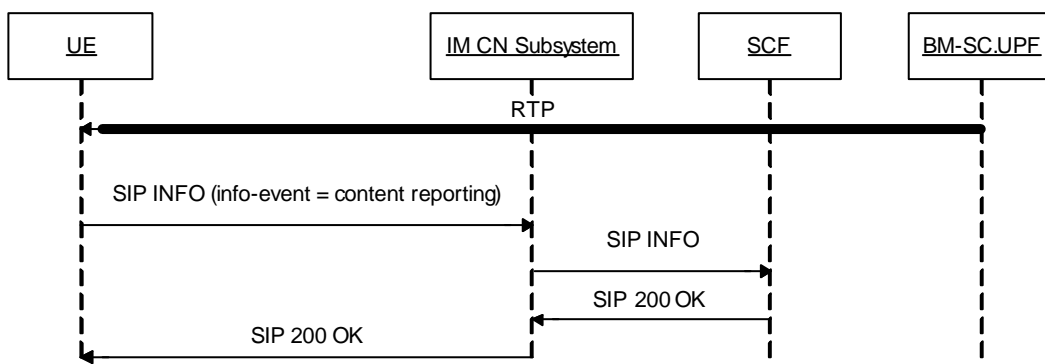 UE
IM CN Subsystem
SCF
BM-SC.UPF
RTP
SIP INFO (info-event = content reporting)
SIP INFO
SIP 200 OK
SIP 200 OK